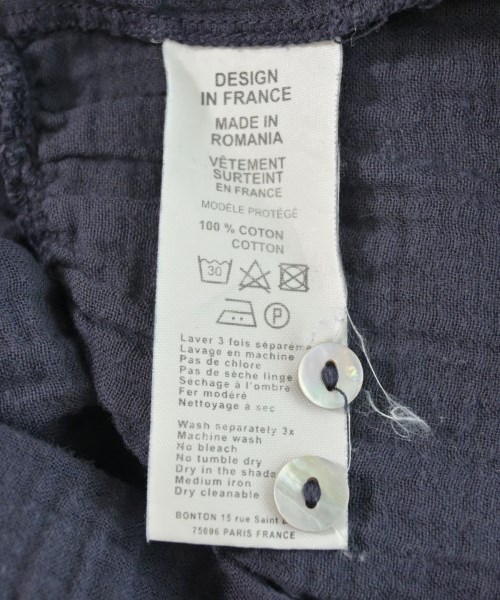 DESIGN
IN FRANCE
MADE IN
ROMANIA
VÊTEMENT
SURTEINT
EN FRANCE
MODÈLE PROTÉGÉ
100 % COTON
COTTON
30
P
Laver 3 fois séparéme
Lavage en machine
Pas de chlore
Pas de sèche linge
Séchage à l'ombre
Fer modéré
Nettoyage à sec
Wash separately 3x
Machine wash
No bleach
No tumble dry
Dry in the shade
Medium iron
Dry cleanable
BONTON 15 rue Saint
75696 PARIS FRANCE